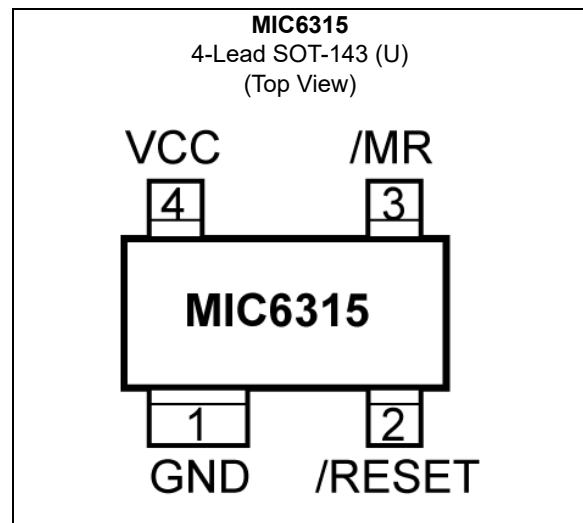 MIC6315
4-Lead SOT-143 (U)
(Top View)
VCC /MR
4 3
MIC6315
1 2
GND /RESET